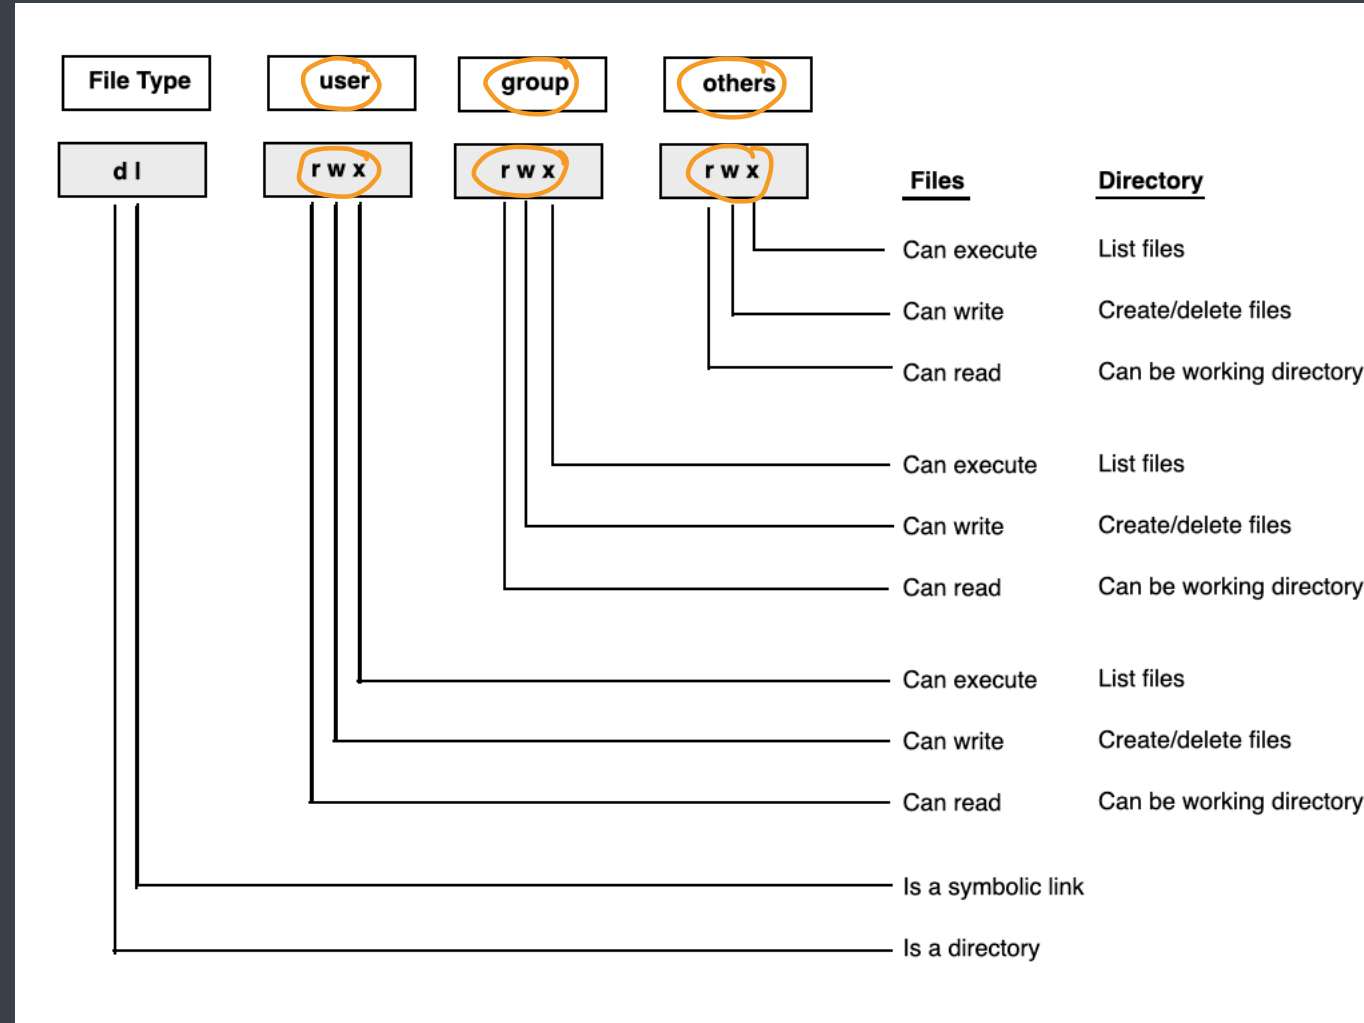 File Type user group others
d l r w x r w x r w x
Files Directory
Can execute List files
Can write Create/delete files
Can read Can be working directory
Can execute List files
Can write Create/delete files
Can read Can be working directory
Can execute List files
Can write Create/delete files
Can read Can be working directory
Is a symbolic link
Is a directory